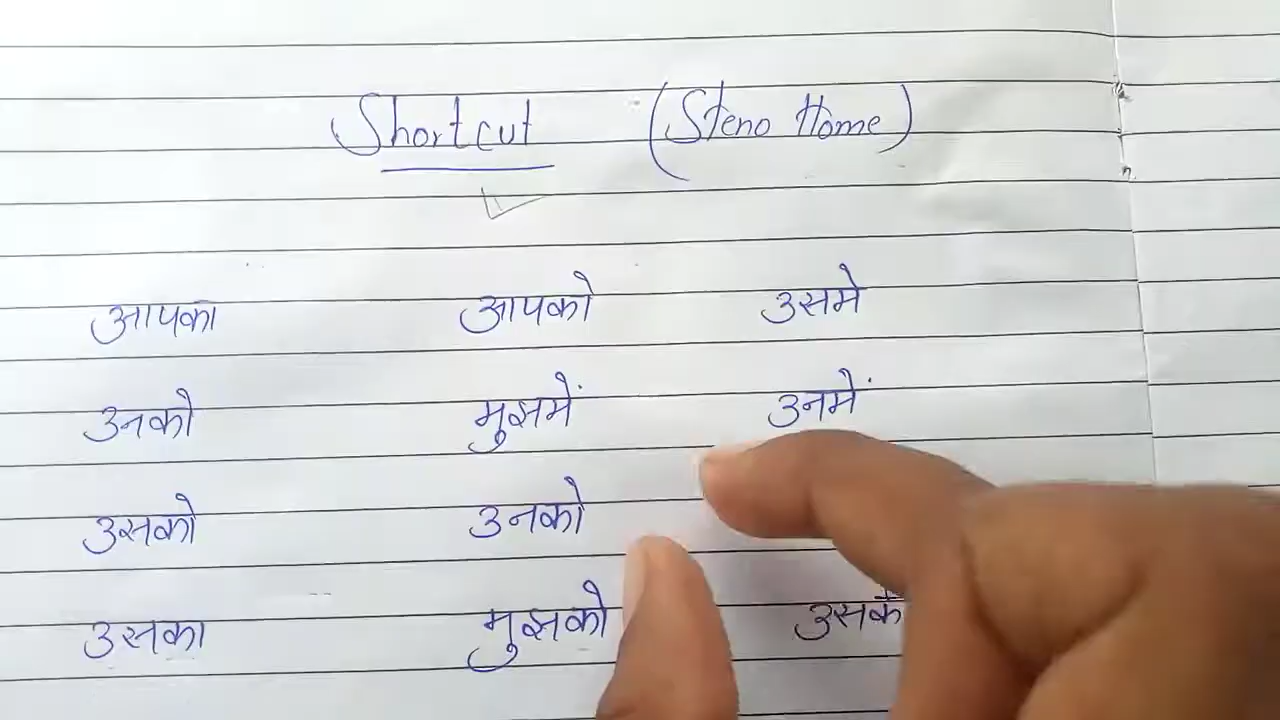 Shortcut (Steno Home)
आपका आपको उसमे
उनको मुझमें उनमें
उसको उनको
उसका मुझको उसके